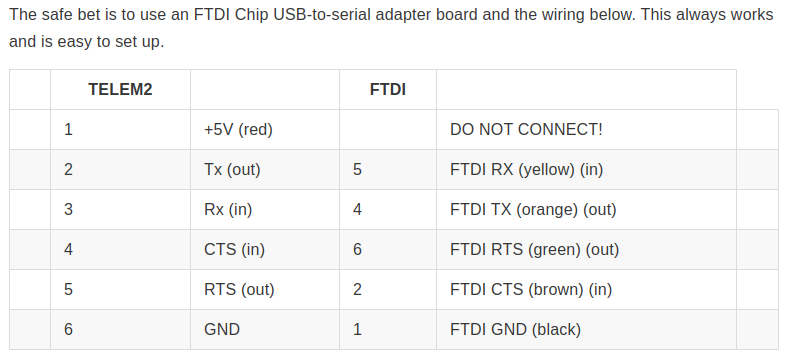 The safe bet is to use an FTDI Chip USB-to-serial adapter board and the wiring below. This always works
and is easy to set up.
TELEM2 FTDI
1 +5V (red) DO NOT CONNECT!
2 Tx (out) 5 FTDI RX (yellow) (in)
3 Rx (in) 4 FTDI TX (orange) (out)
4 CTS (in) 6 FTDI RTS (green) (out)
5 RTS (out) 2 FTDI CTS (brown) (in)
6 GND 1 FTDI GND (black)